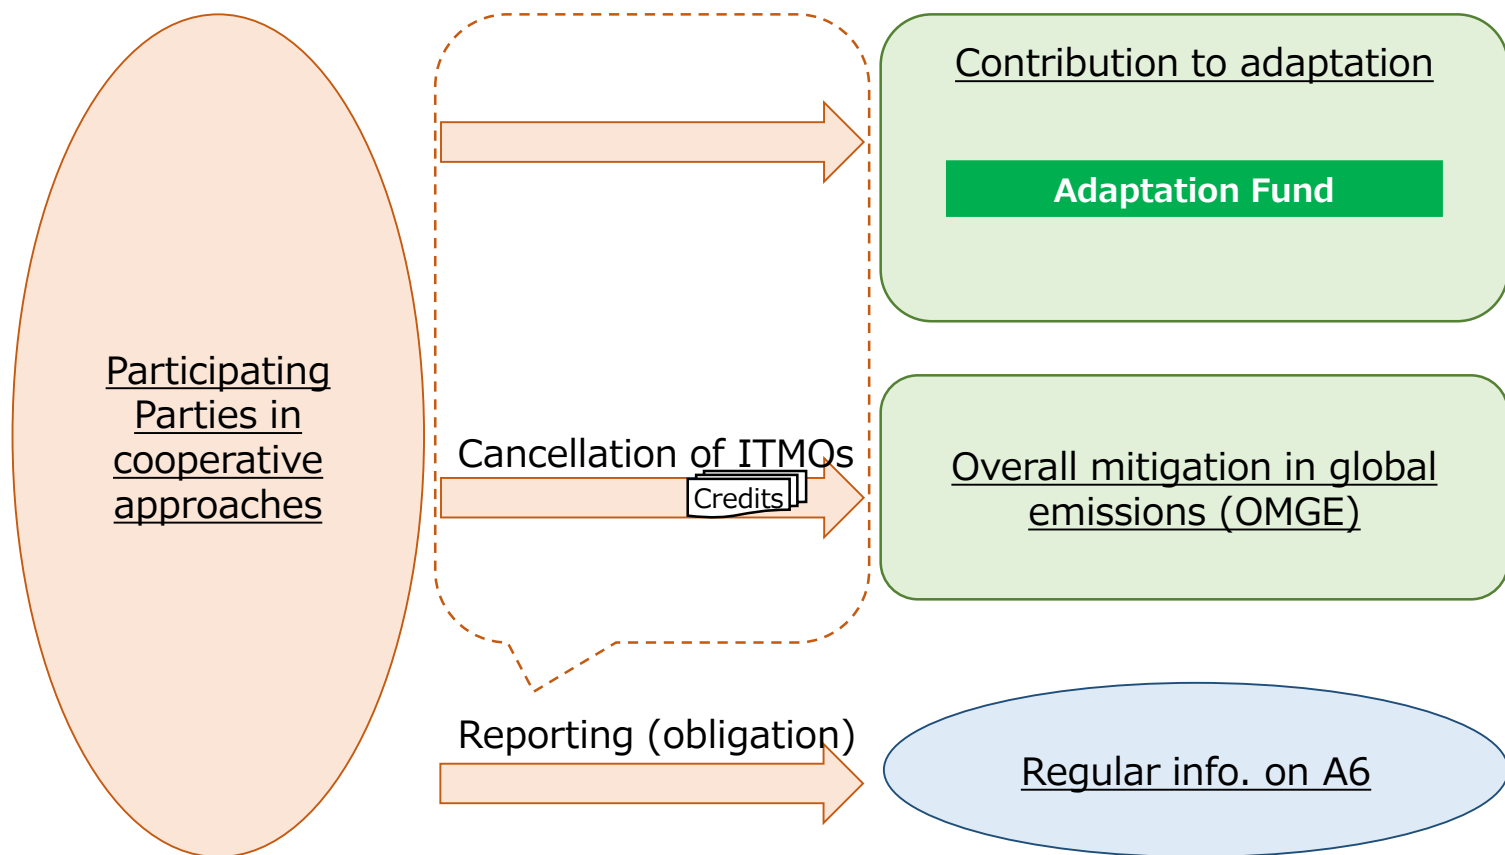 Contribution to adaptation
Adaptation Fund
Participating
Parties in
cooperative
approaches
Cancellation of ITMOs
Credits
Overall mitigation in global
emissions (OMGE)
Reporting (obligation)
Regular info. on A6